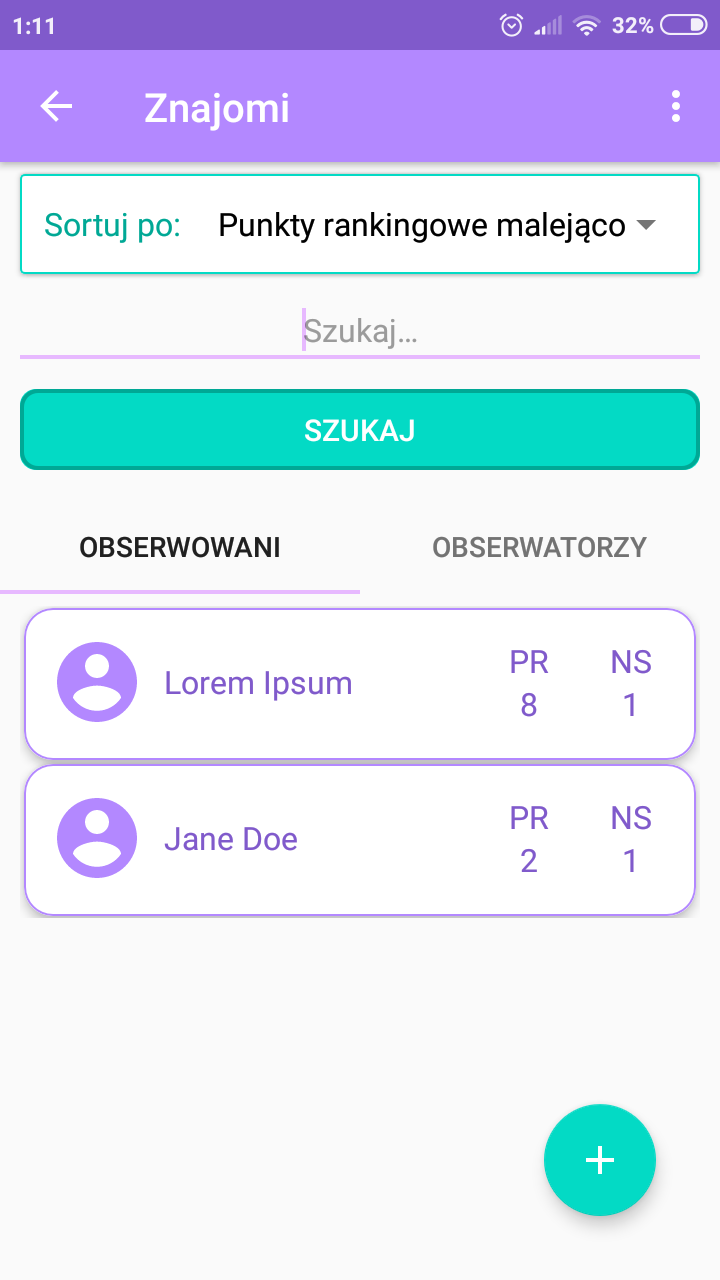 1:11 32%
Znajomi
Sortuj po: Punkty rankingowe malejąco
Szukaj...
SZUKAJ
OBSERWOWANI OBSERWATORZY
Lorem Ipsum PR 8 NS 1
Jane Doe PR 2 NS 1